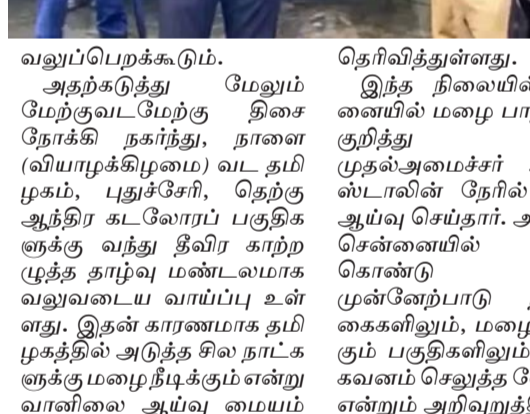 வலுப்பெறக்கூடும்.
அதற்கடுத்து மேலும்
மேற்குவடமேற்கு திசை
நோக்கி நகர்ந்து, நாளை
(வியாழக்கிழமை) வட தமி
ழகம், புதுச்சேரி, தெற்கு
ஆந்திர கடலோரப் பகுதிக
ளுக்கு வந்து தீவிர காற்ற
ழுத்த தாழ்வு மண்டலமாக
வலுவடைய வாய்ப்பு உள்
ளது. இதன் காரணமாக தமி
ழகத்தில் அடுத்த சில நாட்க
ளுக்கு மழை நீடிக்கும் என்று
வானிலை ஆய்வு மையம்
தெரிவித்துள்ளது.
இந்த நிலையில்
னையில் மழை
குறித்து
முதல்அமைச்சர்
ஸ்டாலின் நேரில்
ஆய்வு செய்தார்.
சென்னையில்
கொண்டு
முன்னேற்பாடு
கைகளிலும், மழை
கும் பகுதிகளிலும்
கவனம் செலுத்த
என்றும்